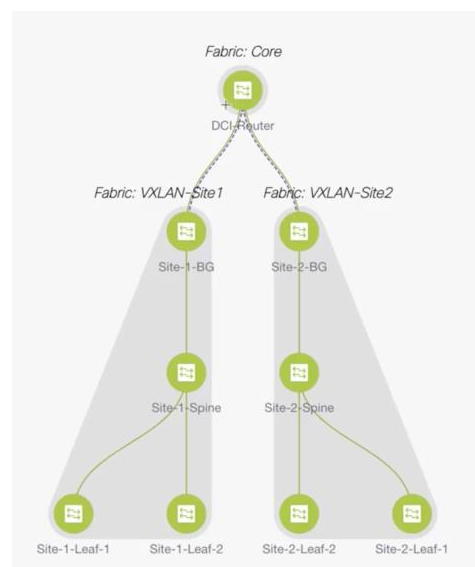 Fabric: Core
DCI-Router
Fabric: VXLAN-Site1
Fabric: VXLAN-Site2
Site-1-BG
Site-2-BG
Site-1-Spine
Site-2-Spine
Site-1-Leaf-1
Site-1-Leaf-2
Site-2-Leaf-2
Site-2-Leaf-1